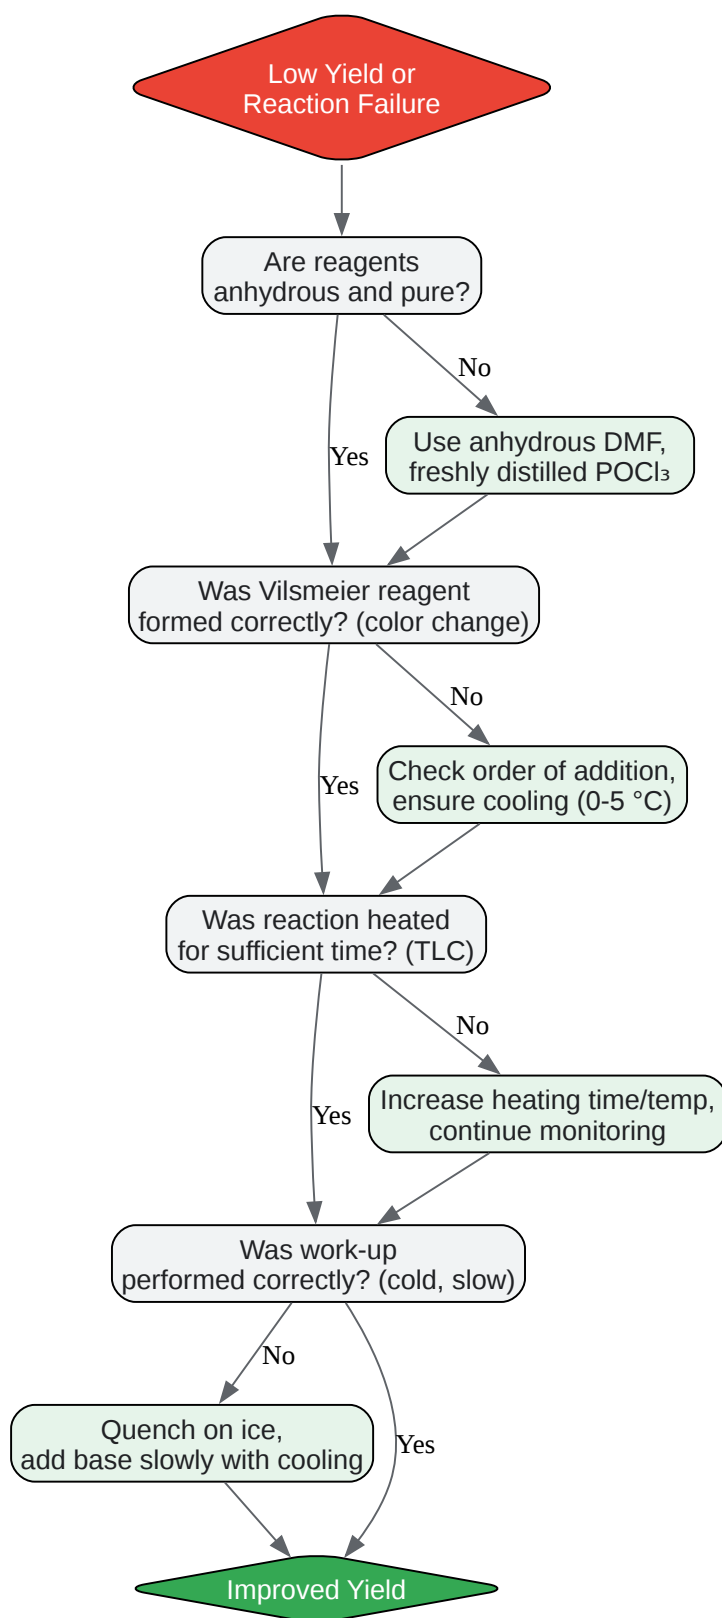 Low Yield or
Reaction Failure
Are reagents
anhydrous and pure?
No
Yes
Use anhydrous DMF,
freshly distilled POCl₃
Was Vilsmeier reagent
formed correctly? (color change)
No
Yes
Check order of addition,
ensure cooling (0-5 °C)
Was reaction heated
for sufficient time? (TLC)
No
Yes
Increase heating time/temp,
continue monitoring
Was work-up
performed correctly? (cold, slow)
No
Yes
Quench on ice,
add base slowly with cooling
Improved Yield